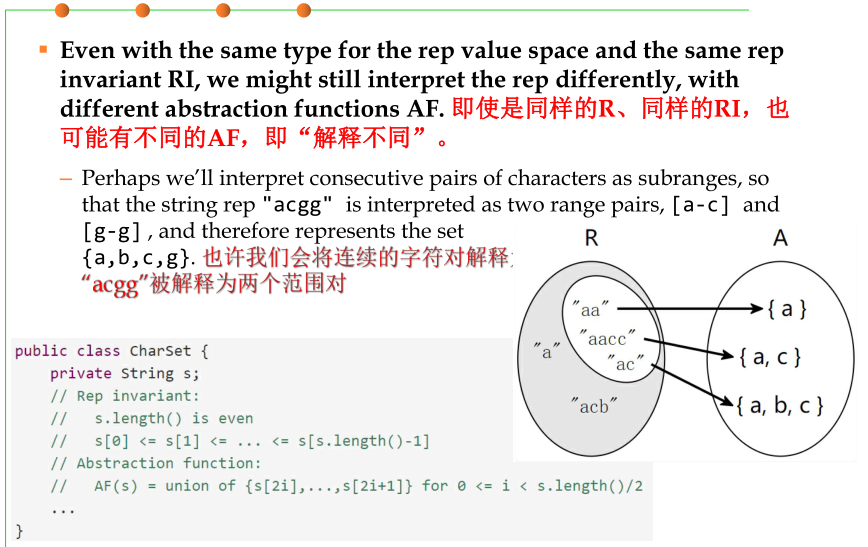 Even with the same type for the rep value space and the same rep
invariant RI, we might still interpret the rep differently, with
different abstraction functions AF. 即使是同样的R、同样的RI，也
可能有不同的AF，即“解释不同”。
– Perhaps we’ll interpret consecutive pairs of characters as subranges, so
that the string rep "acgg" is interpreted as two range pairs, [a-c] and
[g-g] , and therefore represents the set
{a,b,c,g}. 也许我们会将连续的字符对解释
“acgg”被解释为两个范围对
R
A
"aa"
{ a }
"a"
"aacc"
{ a, c }
"ac"
"acb"
{ a, b, c }
public class CharSet {
private String s;
// Rep invariant:
// s.length() is even
// s[0] <= s[1] <= ... <= s[s.length()-1]
// Abstraction function:
// AF(s) = union of {s[2i],...,s[2i+1]} for 0 <= i < s.length()/2
...
}